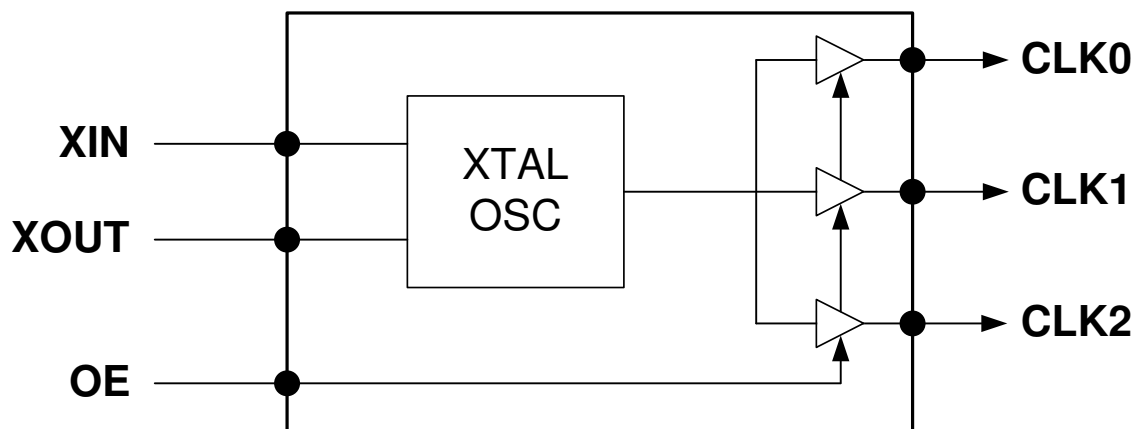 CLK0
XIN
XTAL
OSC
CLK1
XOUT
CLK2
OE